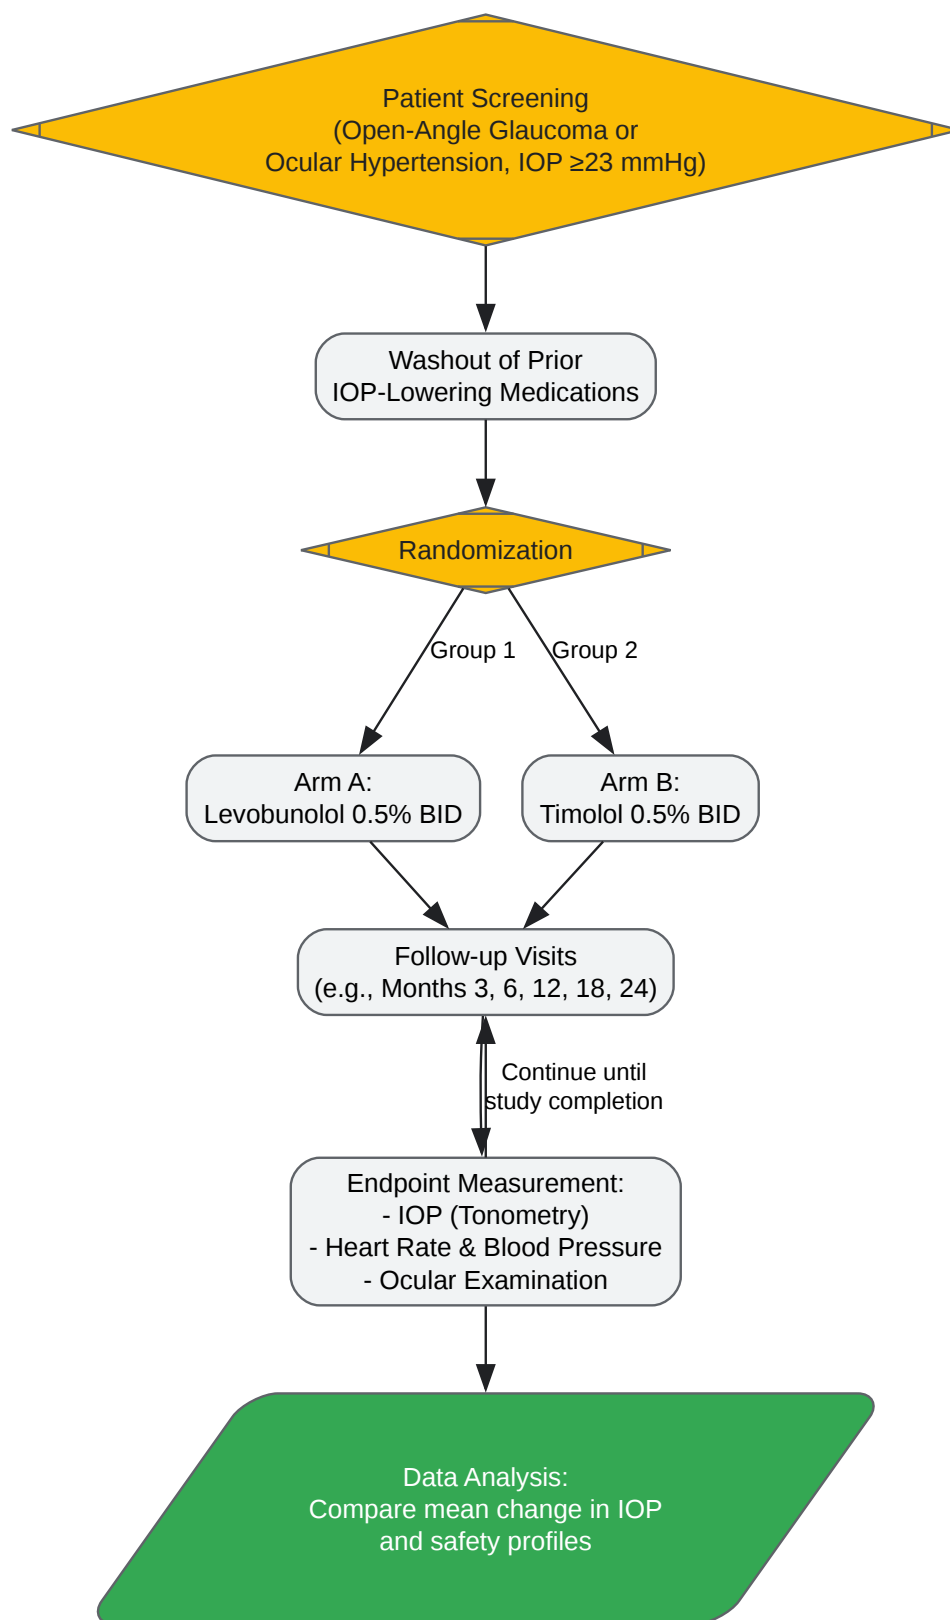 Patient Screening
(Open-Angle Glaucoma or
Ocular Hypertension, IOP ≥23 mmHg)
Washout of Prior
IOP-Lowering Medications
Randomization
Group 1
Group 2
Arm A:
Levobunolol 0.5% BID
Arm B:
Timolol 0.5% BID
Follow-up Visits
(e.g., Months 3, 6, 12, 18, 24)
Continue until
study completion
Endpoint Measurement:
- IOP (Tonometry)
- Heart Rate & Blood Pressure
- Ocular Examination
Data Analysis:
Compare mean change in IOP
and safety profiles